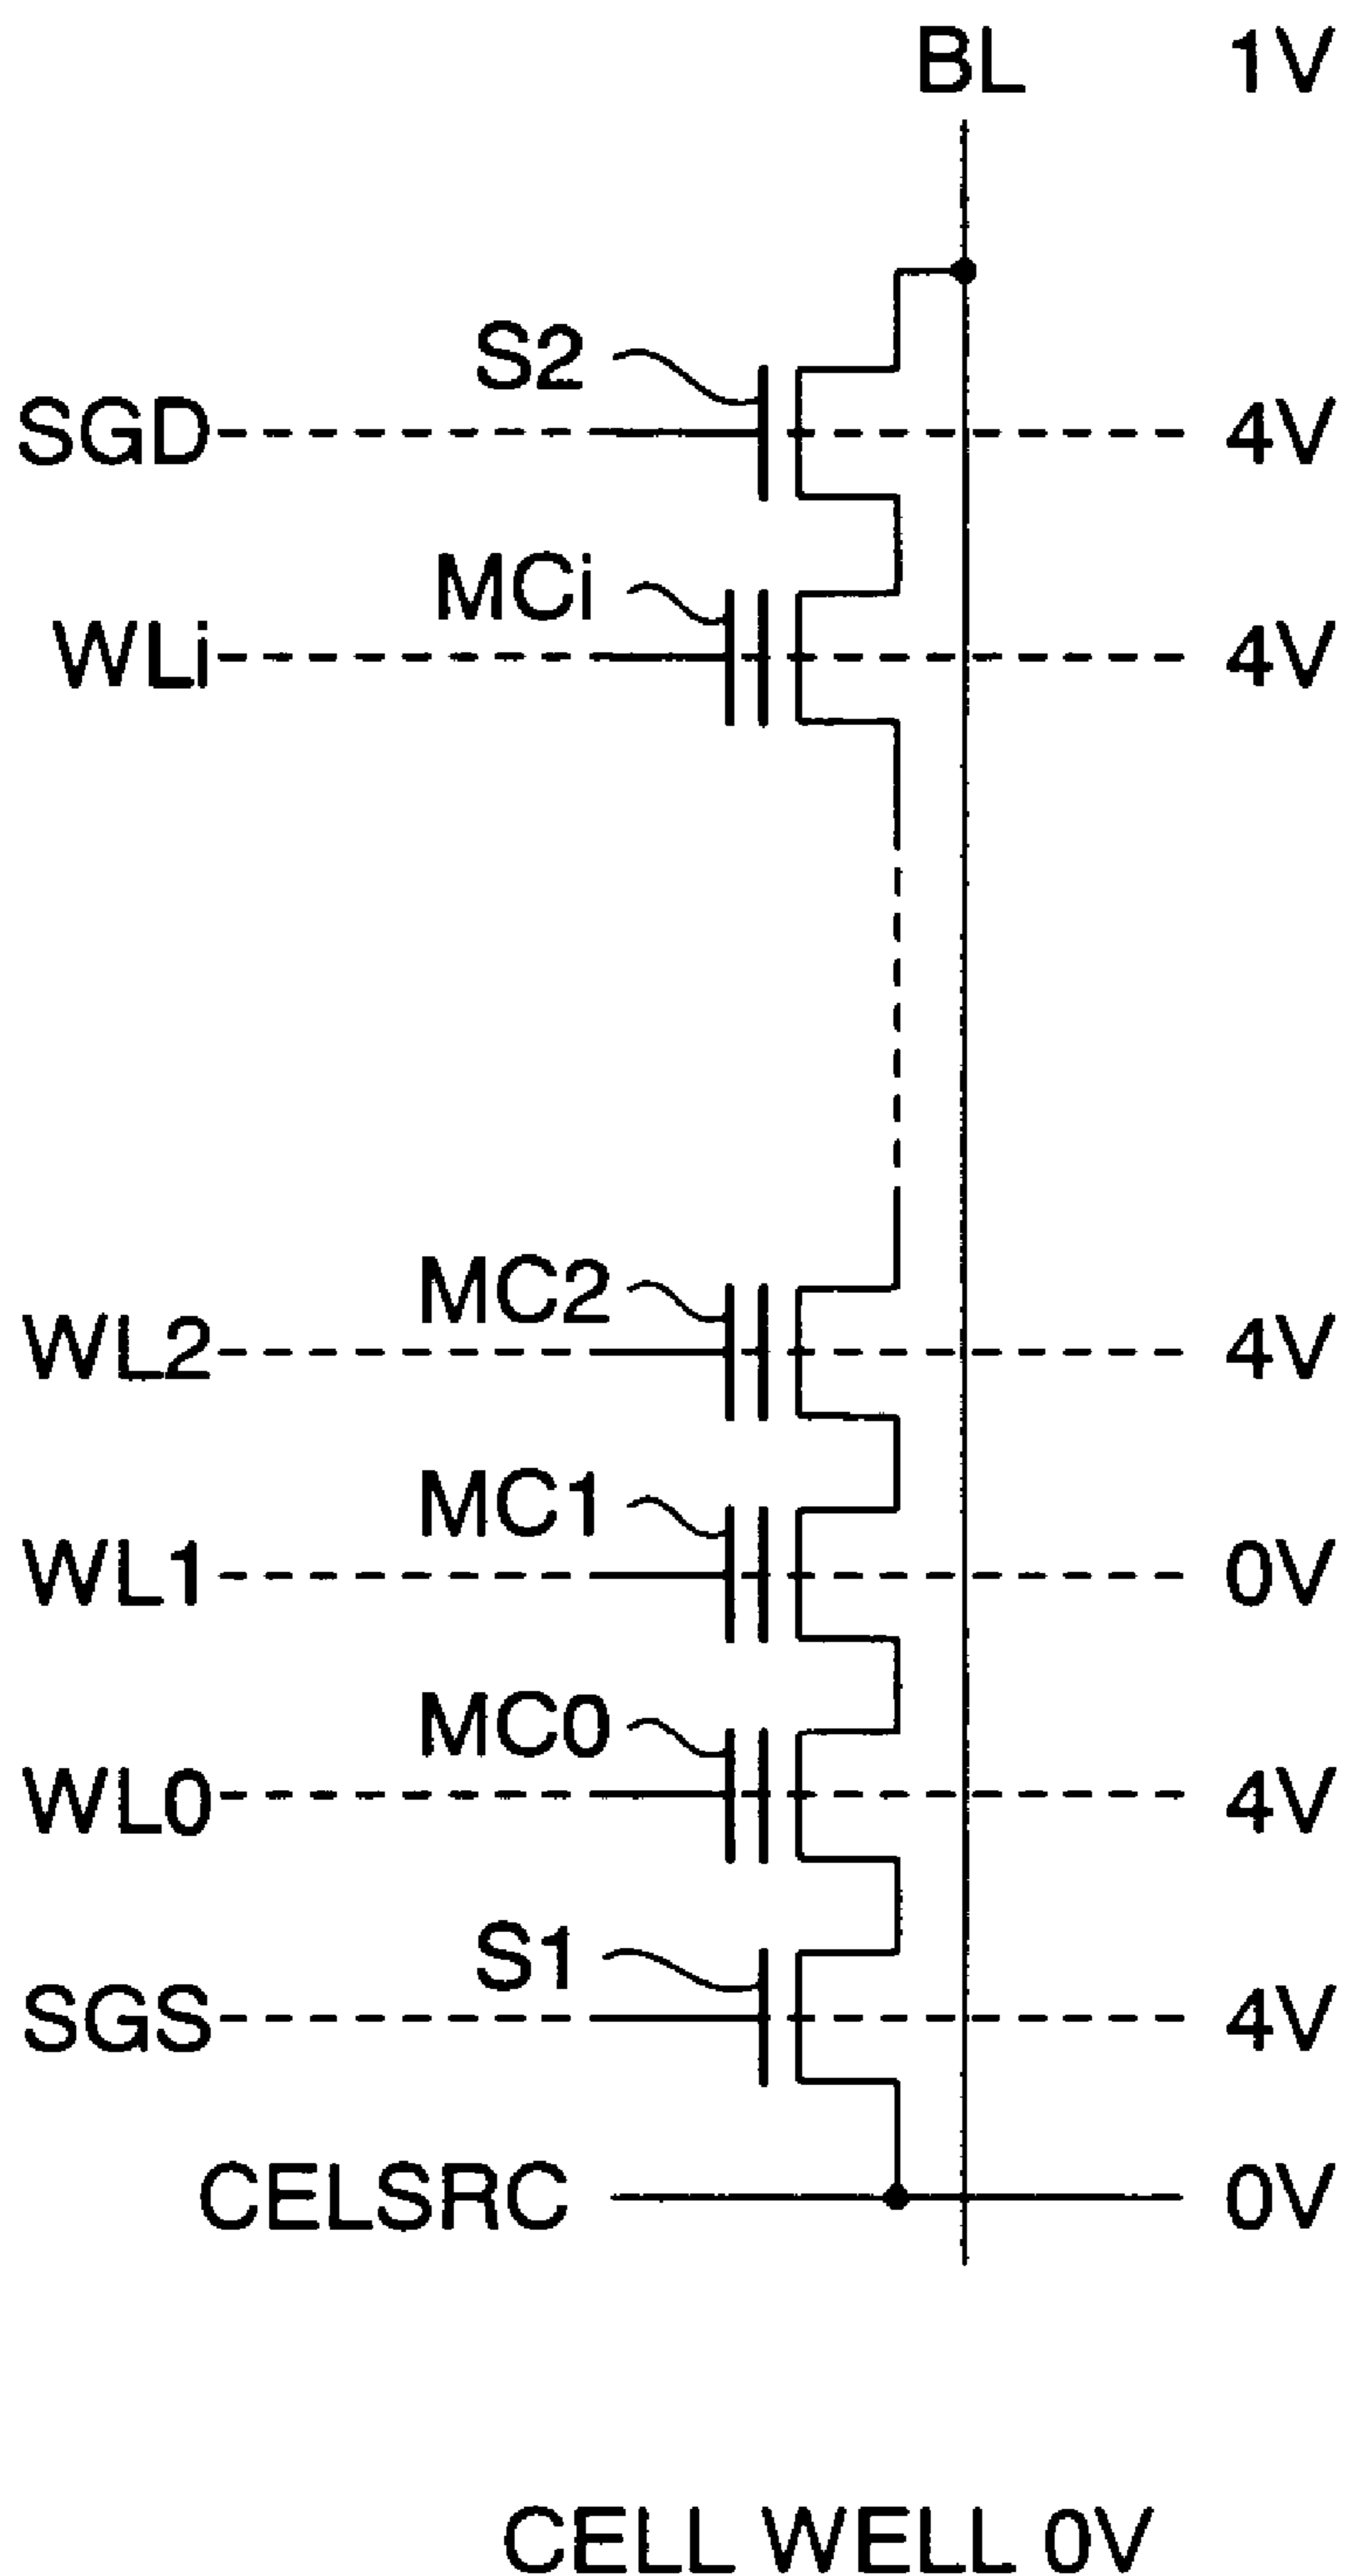 BL 1V
S2
SGD 4V
MCi
WLi 4V
MC2
WL2 4V
MC1
WL1 0V
MC0
WL0 4V
S1
SGS 4V
CELSRC 0V
CELL WELL 0V